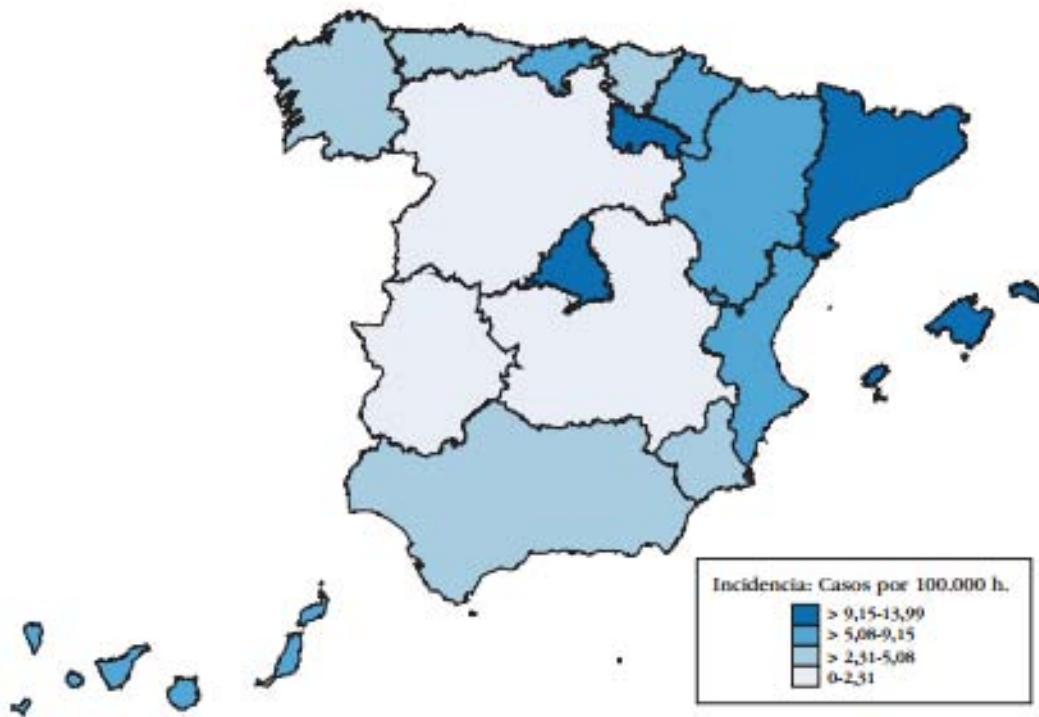 Incidencia: Casos por 100.000 h.
> 9,15-13,99
> 5,08-9,15
> 2,31-5,08
0-2,31